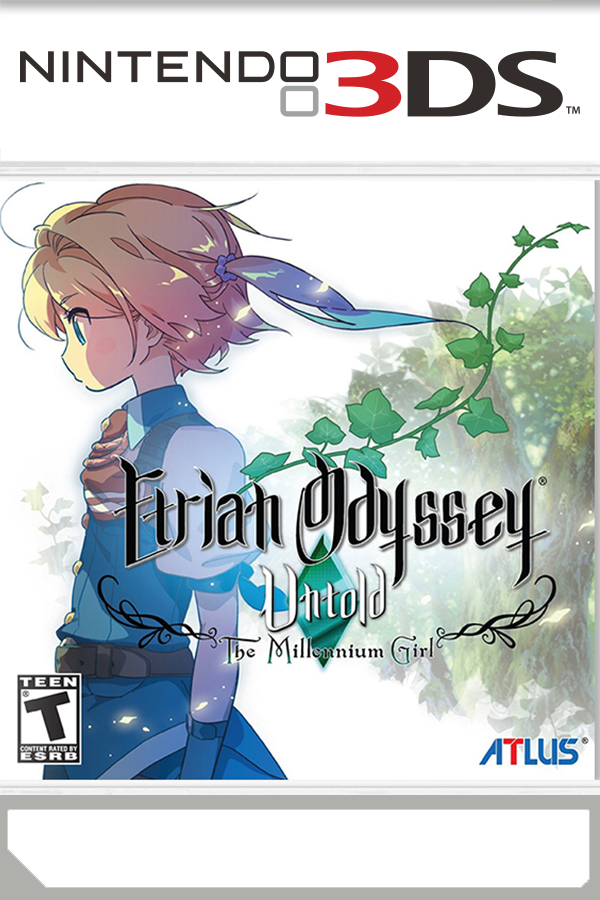 NINTENDO 3DS ™
Etrian Odyssey®
Untold
The Millennium Girl
TEEN
® T
CONTENT RATED BY
ESRB
ATLUS®